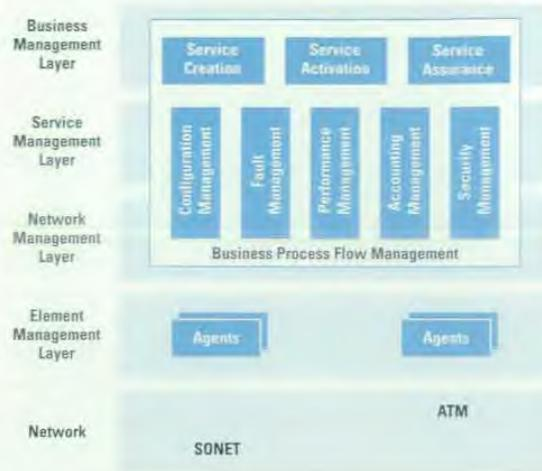 Business
Management
Layer
Service
Creation
Service
Activation
Service
Assurance
Service
Management
Layer
Configuration
Management
Fault
Management
Performance
Management
Accounting
Management
Security
Management
Network
Management
Layer
Business Process Flow Management
Element
Management
Layer
Agents
Agents
Network
ATM
SONET